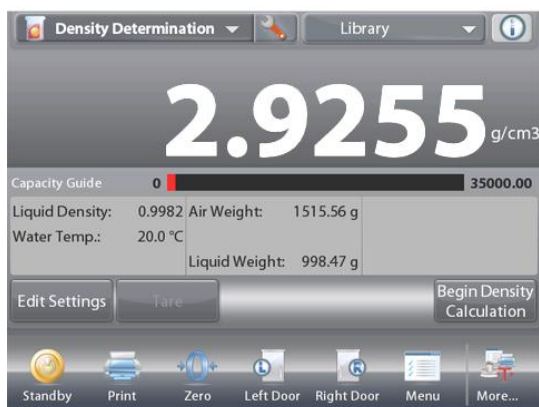 Density Determination Library
2.9255 g/cm3
Capacity Guide 0 35000.00
Liquid Density: 0.9982 Air Weight: 1515.56 g
Water Temp.: 20.0 °C
Liquid Weight: 998.47 g
Edit Settings Tare Begin Density
Calculation
L R
Standby Print Zero Left Door Right Door Menu More...